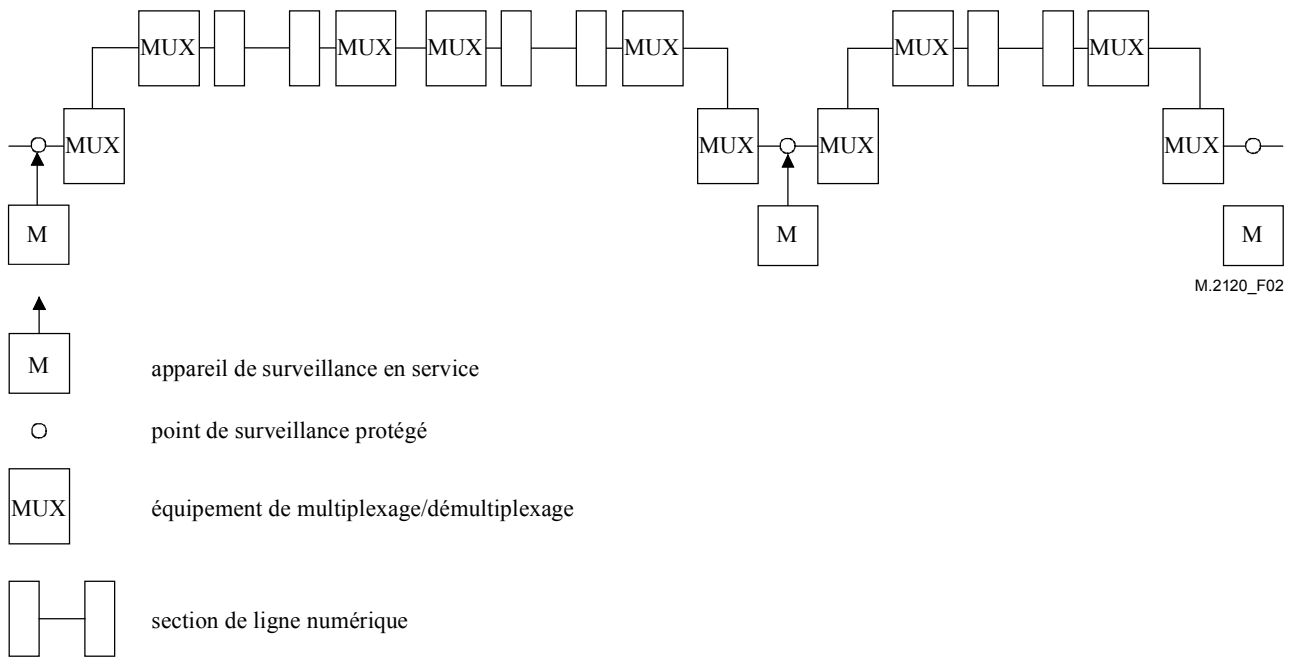 MUX MUX MUX MUX MUX MUX
MUX MUX MUX MUX MUX
M M M
M.2120_F02
M appareil de surveillance en service
point de surveillance protégé
MUX équipement de multiplexage/démultiplexage
section de ligne numérique